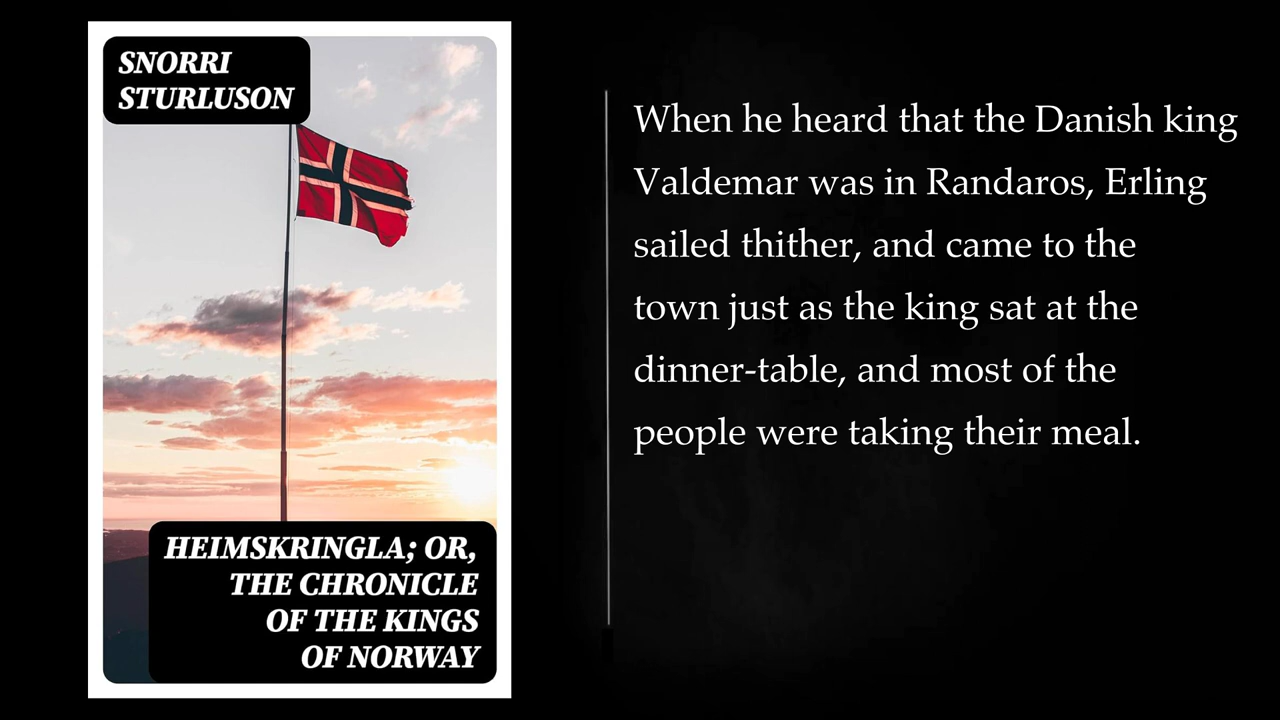 SNORRI
STURLUSON
HEIMSKRINGLA; OR,
THE CHRONICLE
OF THE KINGS
OF NORWAY
When he heard that the Danish king
Valdemar was in Randaros, Erling
sailed thither, and came to the
town just as the king sat at the
dinner-table, and most of the
people were taking their meal.